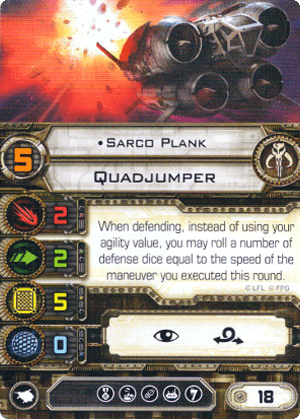 •Sarco Plank
5
Quadjumper
2
2
5
0
When defending, instead of using your
agility value, you may roll a number of
defense dice equal to the speed of the
maneuver you executed this round.
© LFL © FFG
18